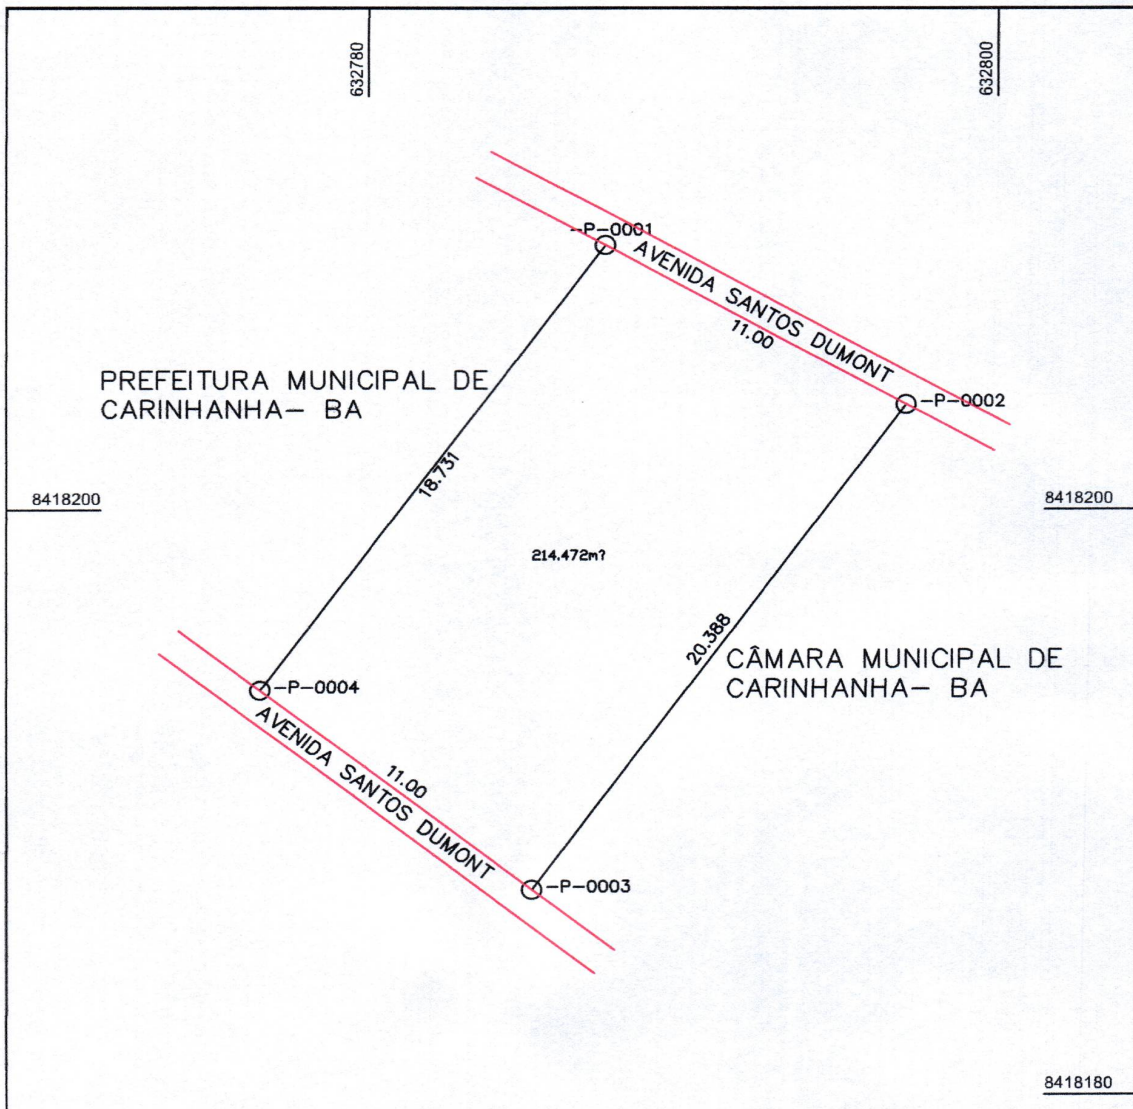 632780
632800
-P-0001
AVENIDA SANTOS DUMONT
11.00
-P-0002
PREFEITURA MUNICIPAL DE
CARINHANHA- BA
18.731
8418200
8418200
214.472m?
20.388
CÂMARA MUNICIPAL DE
CARINHANHA- BA
-P-0004
AVENIDA SANTOS DUMONT
11.00
-P-0003
8418180